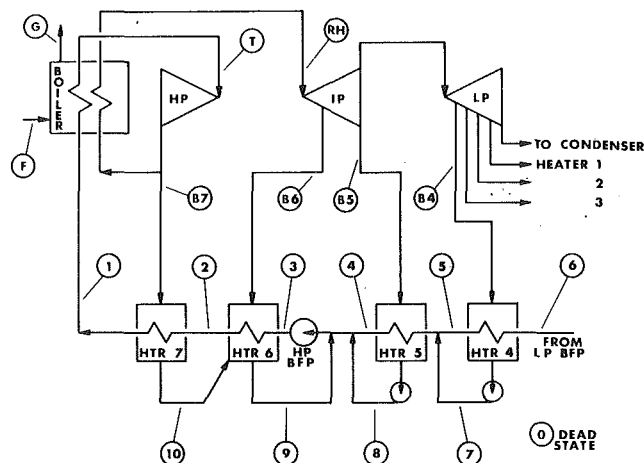 G
T
RH
BOILER
HP
IP
LP
F
TO CONDENSER
HEATER 1
2
3
B7
B6
B5
B4
1
2
3
4
5
6
HTR 7
HTR 6
HP
BFP
HTR 5
HTR 4
FROM
LP BFP
10
9
8
7
0 DEAD
STATE